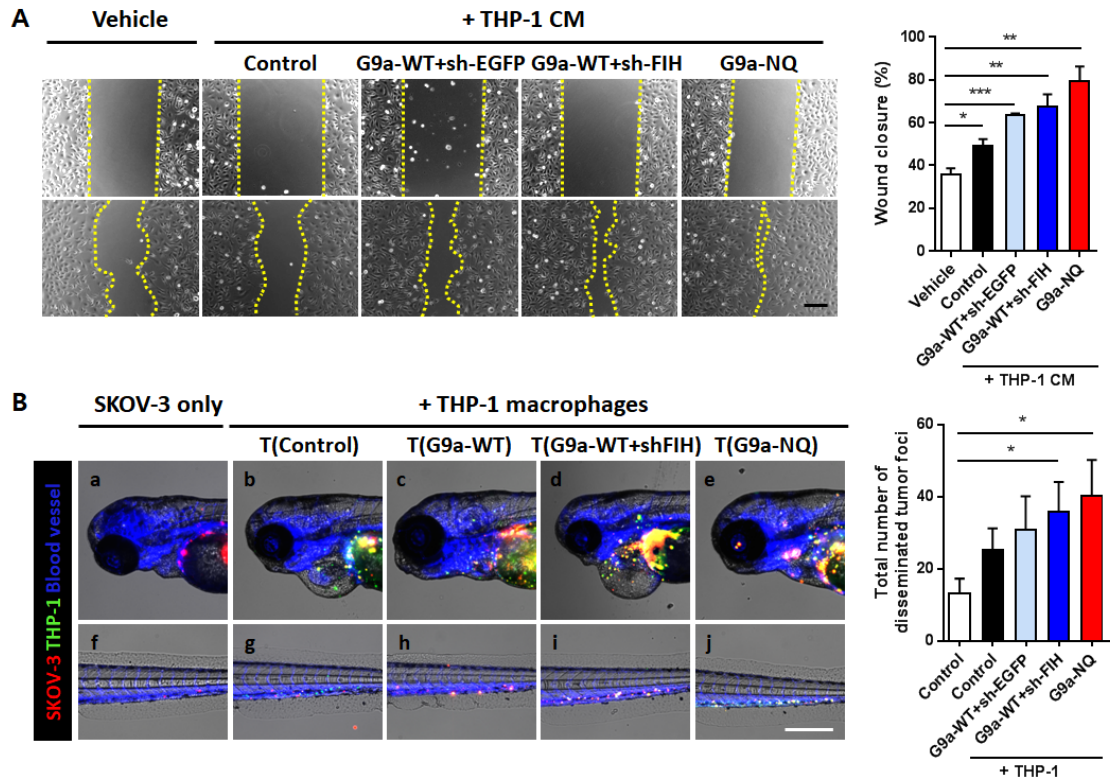 A
Vehicle
+ THP-1 CM
Control
G9a-WT+sh-EGFP
G9a-WT+sh-FIH
G9a-NQ
Wound closure (%)
100
80
60
40
20
0
**
**
***
*
Vehicle
Control
G9a-WT+sh-EGFP
G9a-WT+sh-FIH
G9a-NQ
+ THP-1 CM
B
SKOV-3 only
+ THP-1 macrophages
T(Control)
T(G9a-WT)
T(G9a-WT+shFIH)
T(G9a-NQ)
SKOV-3 THP-1 Blood vessel
a
b
c
d
e
f
g
h
i
j
Total number of
disseminated tumor foci
60
40
20
0
*
*
Control
Control
G9a-WT+sh-EGFP
G9a-WT+sh-FIH
G9a-NQ
+ THP-1